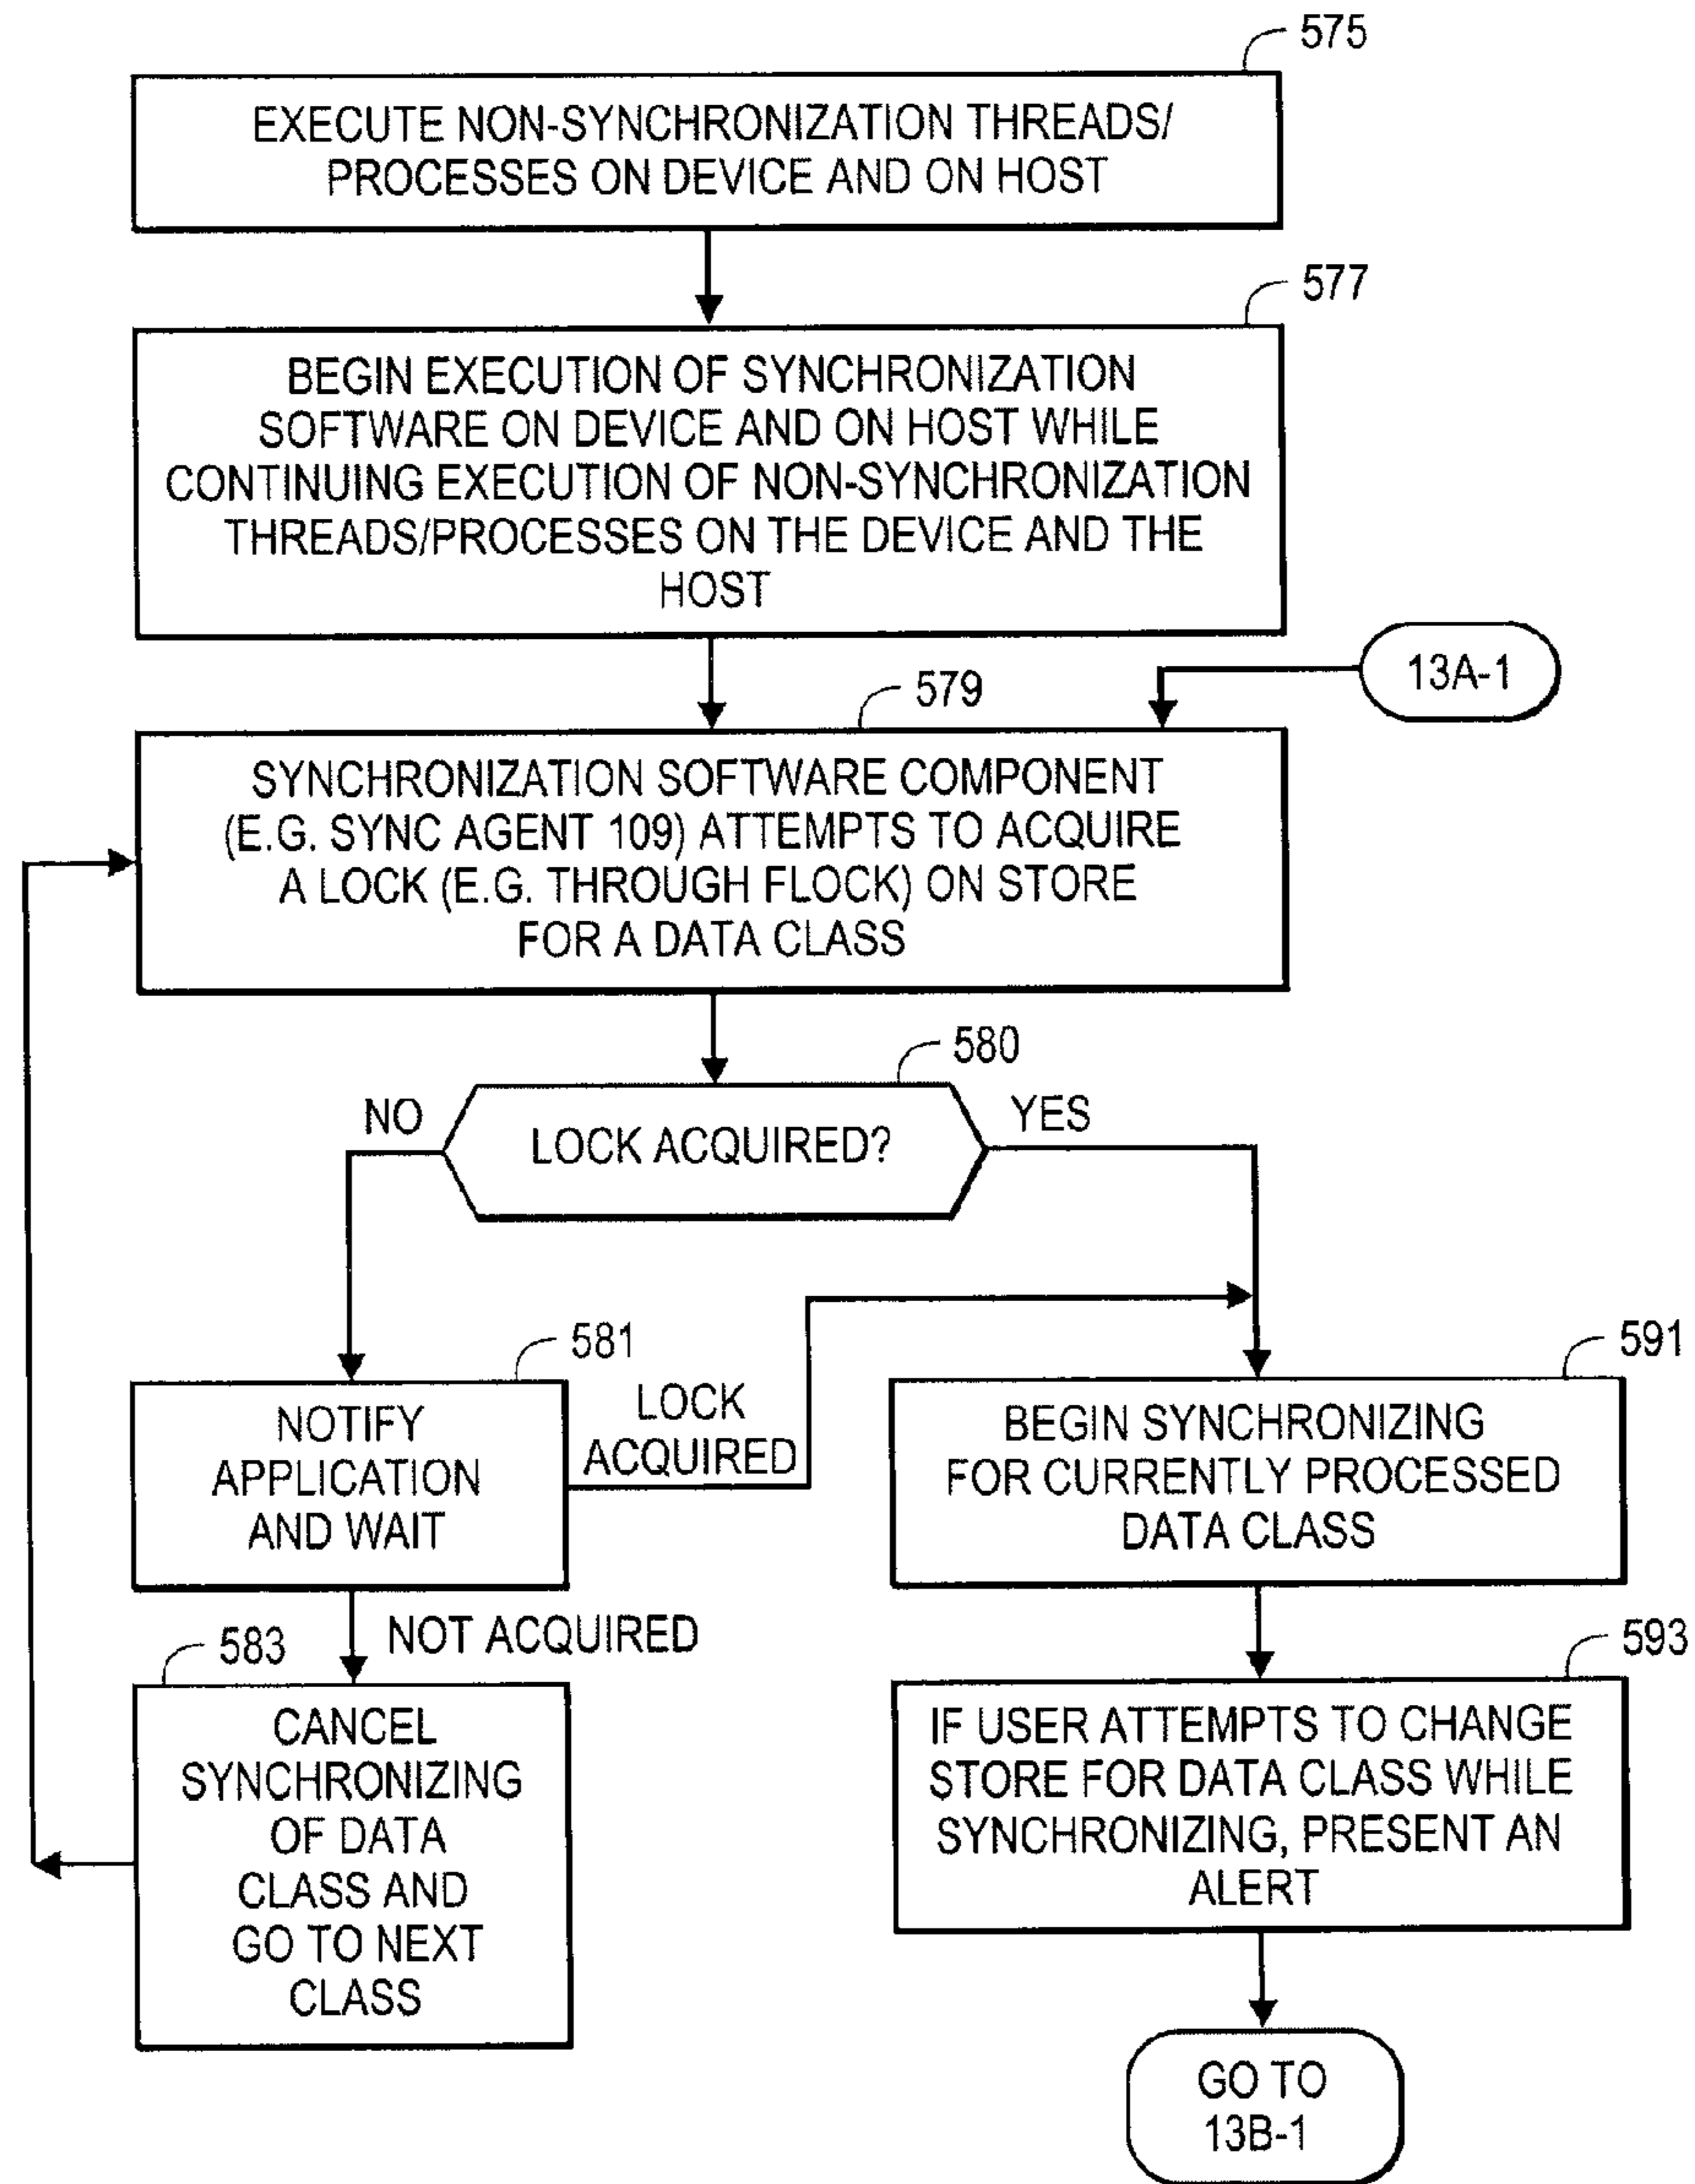 575
EXECUTE NON-SYNCHRONIZATION THREADS/
PROCESSES ON DEVICE AND ON HOST
577
BEGIN EXECUTION OF SYNCHRONIZATION
SOFTWARE ON DEVICE AND ON HOST WHILE
CONTINUING EXECUTION OF NON-SYNCHRONIZATION
THREADS/PROCESSES ON THE DEVICE AND THE
HOST
13A-1
579
SYNCHRONIZATION SOFTWARE COMPONENT
(E.G. SYNC AGENT 109) ATTEMPTS TO ACQUIRE
A LOCK (E.G. THROUGH FLOCK) ON STORE
FOR A DATA CLASS
580
NO
LOCK ACQUIRED?
YES
581
NOTIFY
APPLICATION
AND WAIT
LOCK
ACQUIRED
591
BEGIN SYNCHRONIZING
FOR CURRENTLY PROCESSED
DATA CLASS
NOT ACQUIRED
583
CANCEL
SYNCHRONIZING
OF DATA
CLASS AND
GO TO NEXT
CLASS
593
IF USER ATTEMPTS TO CHANGE
STORE FOR DATA CLASS WHILE
SYNCHRONIZING, PRESENT AN
ALERT
GO TO
13B-1